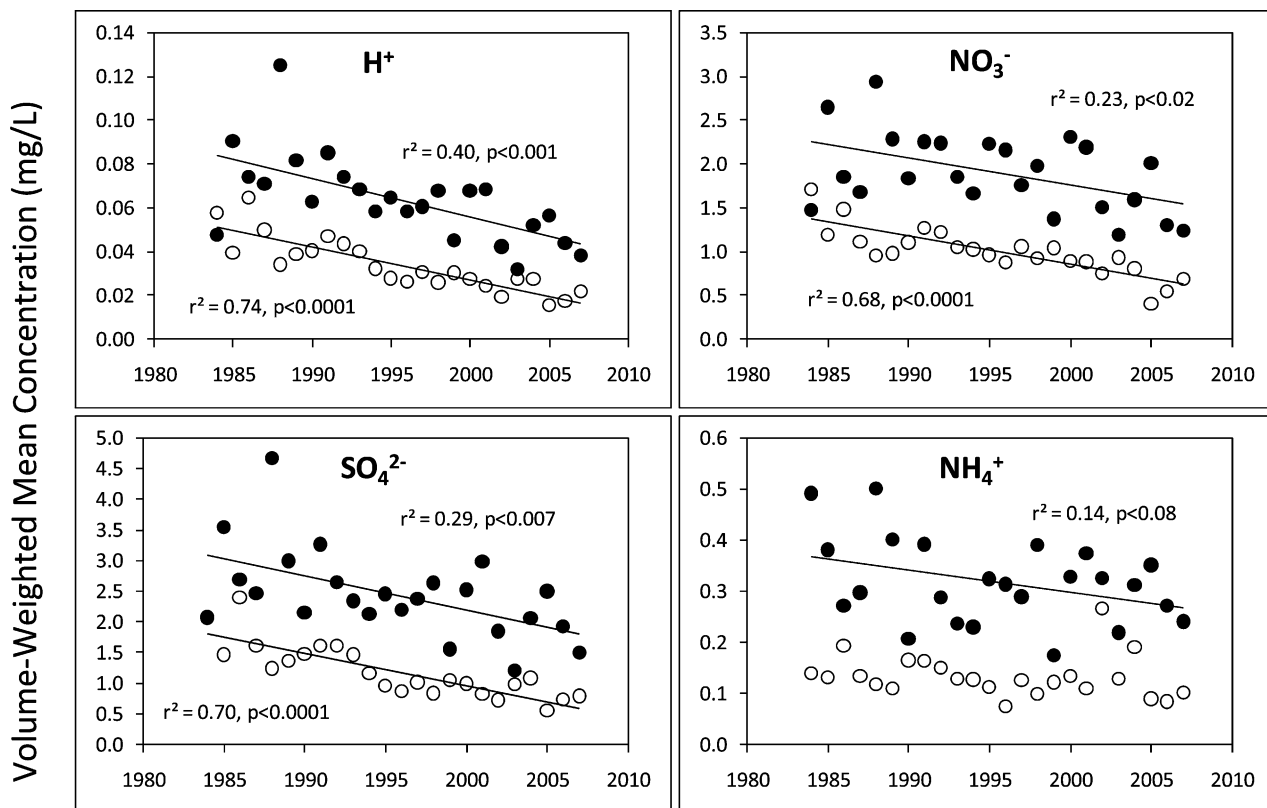 Volume-Weighted Mean Concentration (mg/L)
H⁺
0.14
0.12
0.10
0.08
0.06
0.04
0.02
0.00
r² = 0.40, p<0.001
r² = 0.74, p<0.0001
1980 1985 1990 1995 2000 2005 2010
NO₃⁻
3.5
3.0
2.5
2.0
1.5
1.0
0.5
0.0
r² = 0.23, p<0.02
r² = 0.68, p<0.0001
1980 1985 1990 1995 2000 2005 2010
SO₄²⁻
5.0
4.5
4.0
3.5
3.0
2.5
2.0
1.5
1.0
0.5
0.0
r² = 0.29, p<0.007
r² = 0.70, p<0.0001
1980 1985 1990 1995 2000 2005 2010
NH₄⁺
0.6
0.5
0.4
0.3
0.2
0.1
0.0
r² = 0.14, p<0.08
1980 1985 1990 1995 2000 2005 2010